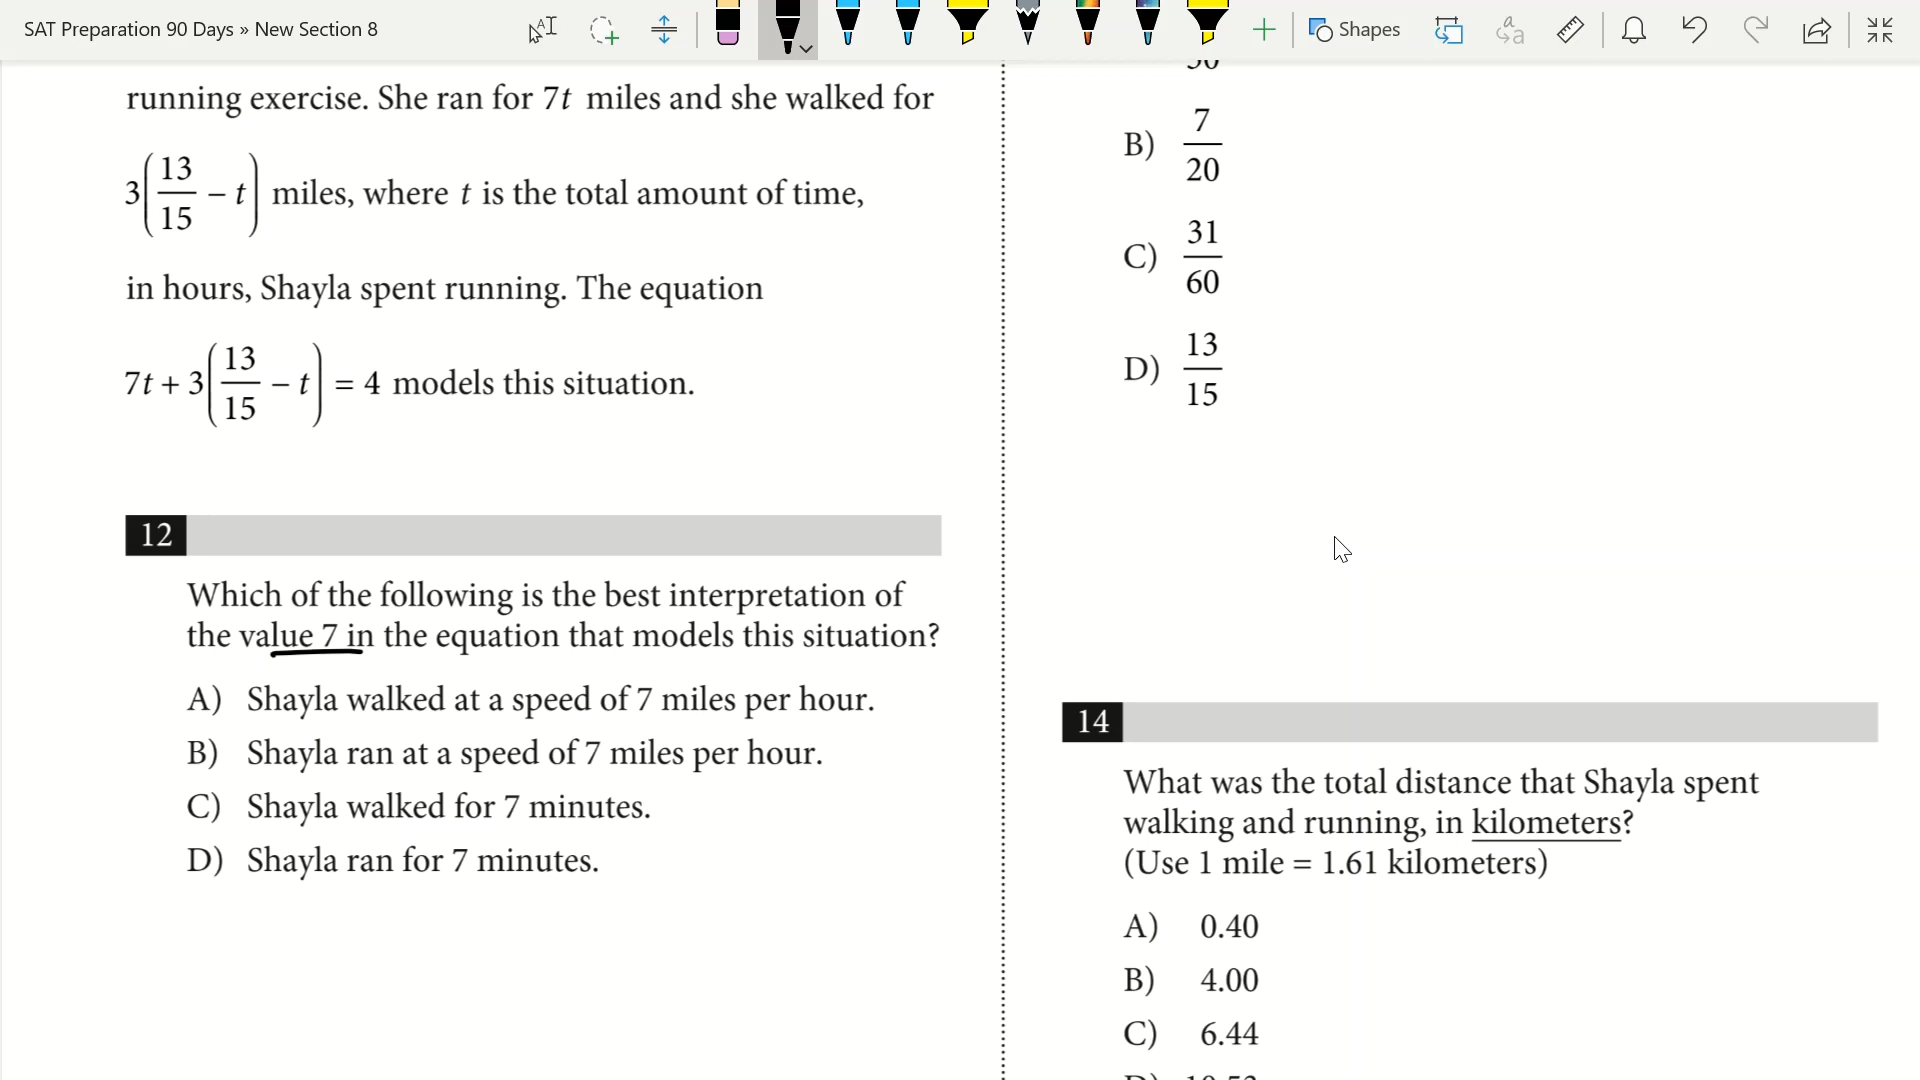 SAT Preparation 90 Days » New Section 8
Shapes
running exercise. She ran for 7t miles and she walked for
3(13/15 − t) miles, where t is the total amount of time,
in hours, Shayla spent running. The equation
7t + 3(13/15 − t) = 4 models this situation.
12
Which of the following is the best interpretation of
the value 7 in the equation that models this situation?
A) Shayla walked at a speed of 7 miles per hour.
B) Shayla ran at a speed of 7 miles per hour.
C) Shayla walked for 7 minutes.
D) Shayla ran for 7 minutes.
B) 7/20
C) 31/60
D) 13/15
14
What was the total distance that Shayla spent
walking and running, in kilometers?
(Use 1 mile = 1.61 kilometers)
A) 0.40
B) 4.00
C) 6.44